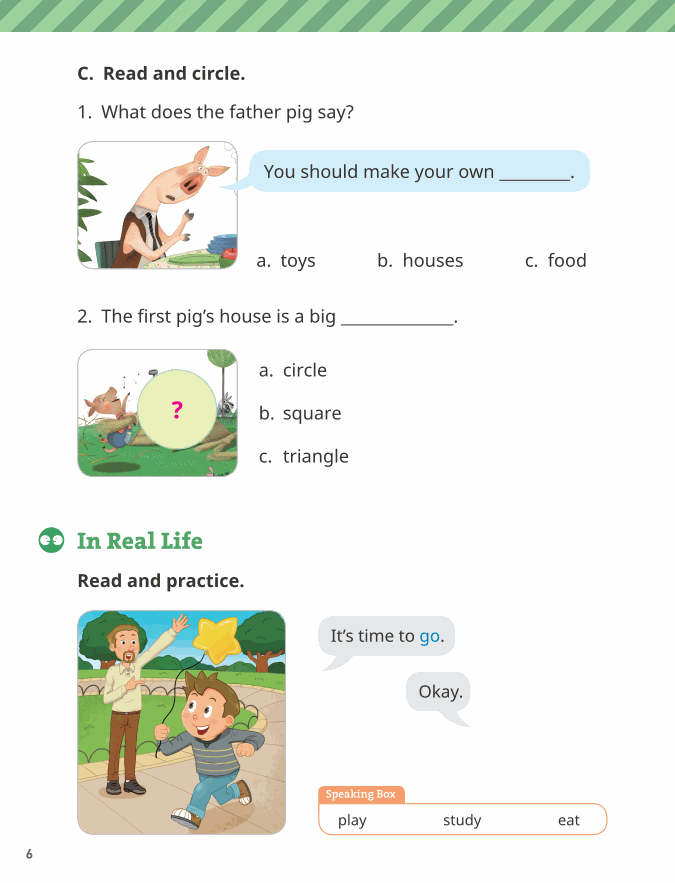 C. Read and circle.
1. What does the father pig say?
You should make your own ________.
a. toys b. houses c. food
2. The first pig’s house is a big _____________.
?
a. circle
b. square
c. triangle
In Real Life
Read and practice.
It’s time to go.
Okay.
Speaking Box
play study eat
6